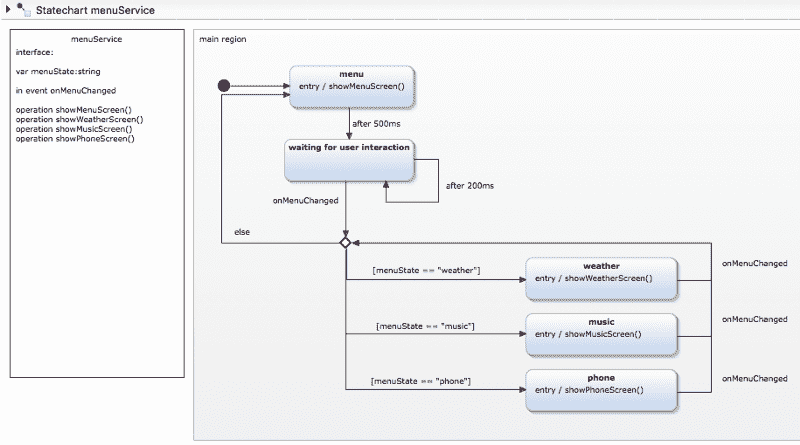 Statechart menuService
menuService
interface:
var menuState:string
in event onMenuChanged
operation showMenuScreen()
operation showWeatherScreen()
operation showMusicScreen()
operation showPhoneScreen()
main region
menu
entry / showMenuScreen()
after 500ms
waiting for user interaction
after 200ms
onMenuChanged
else
[menuState == "weather"]
weather
entry / showWeatherScreen()
onMenuChanged
[menuState == "music"]
music
entry / showMusicScreen()
onMenuChanged
[menuState == "phone"]
phone
entry / showPhoneScreen()
onMenuChanged